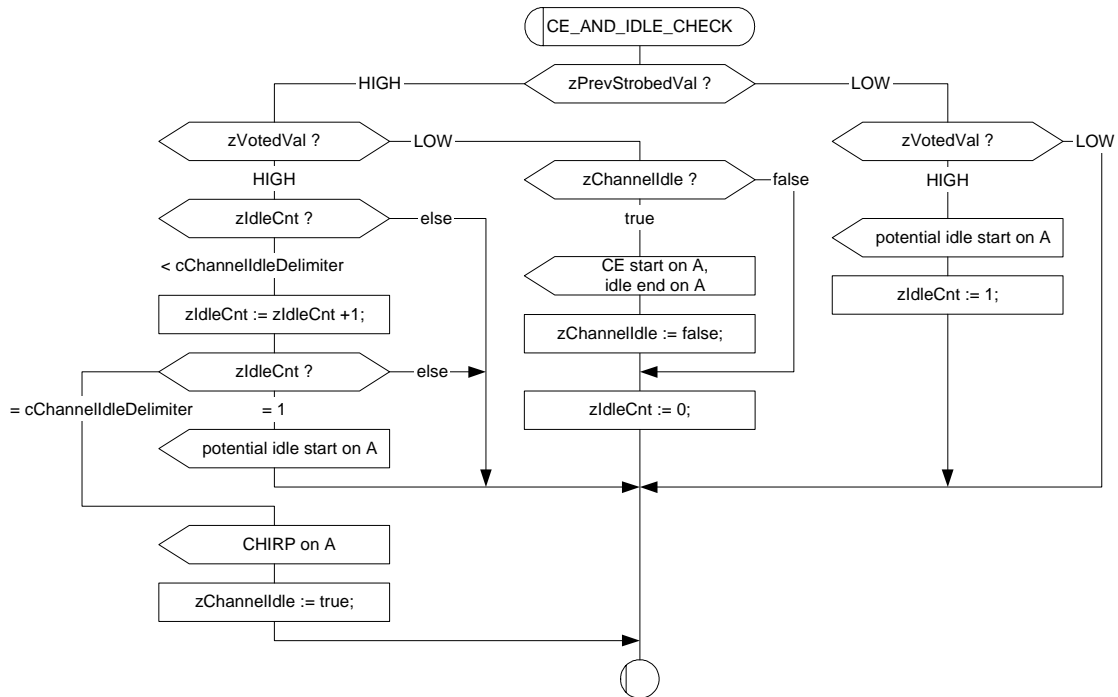 CE_AND_IDLE_CHECK
zPrevStrobedVal ?
HIGH
LOW
zVotedVal ?
LOW
HIGH
zIdleCnt ?
else
< cChannelIdleDelimiter
zIdleCnt := zIdleCnt +1;
zIdleCnt ?
else
= cChannelIdleDelimiter
= 1
potential idle start on A
CHIRP on A
zChannelIdle := true;
zChannelIdle ?
false
true
CE start on A,
idle end on A
zChannelIdle := false;
zIdleCnt := 0;
zVotedVal ?
LOW
HIGH
potential idle start on A
zIdleCnt := 1;